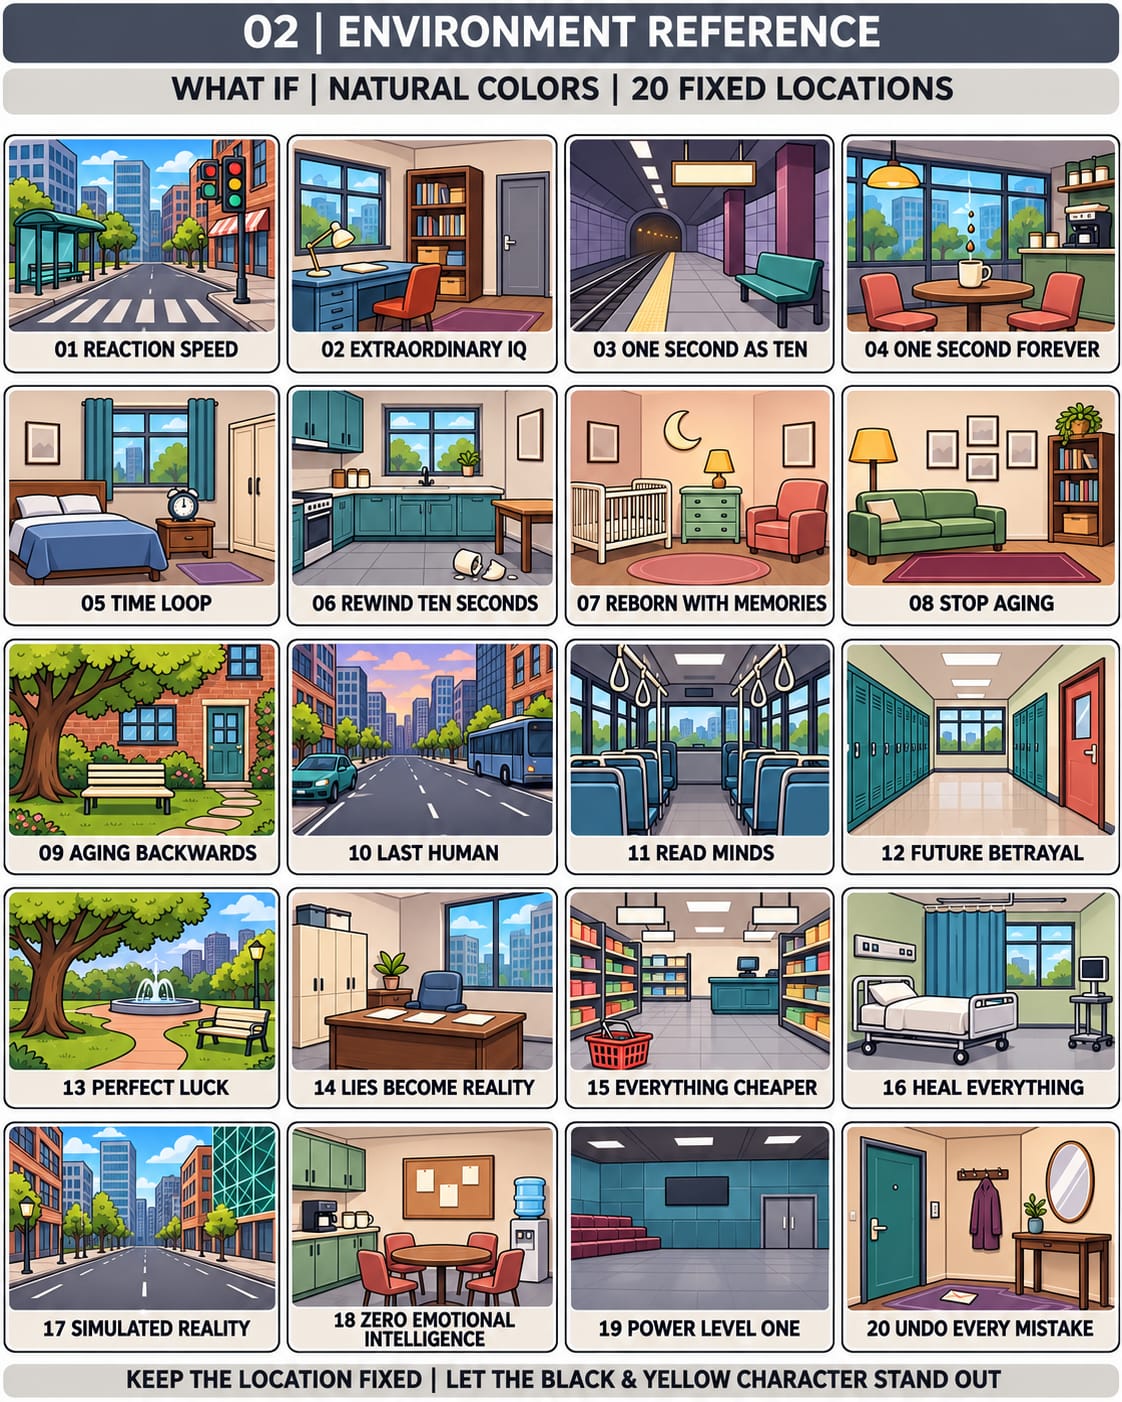 02 | ENVIRONMENT REFERENCE
WHAT IF | NATURAL COLORS | 20 FIXED LOCATIONS
01 REACTION SPEED
02 EXTRAORDINARY IQ
03 ONE SECOND AS TEN
04 ONE SECOND FOREVER
05 TIME LOOP
06 REWIND TEN SECONDS
07 REBORN WITH MEMORIES
08 STOP AGING
09 AGING BACKWARDS
10 LAST HUMAN
11 READ MINDS
12 FUTURE BETRAYAL
13 PERFECT LUCK
14 LIES BECOME REALITY
15 EVERYTHING CHEAPER
16 HEAL EVERYTHING
17 SIMULATED REALITY
18 ZERO EMOTIONAL
INTELLIGENCE
19 POWER LEVEL ONE
20 UNDO EVERY MISTAKE
KEEP THE LOCATION FIXED | LET THE BLACK & YELLOW CHARACTER STAND OUT